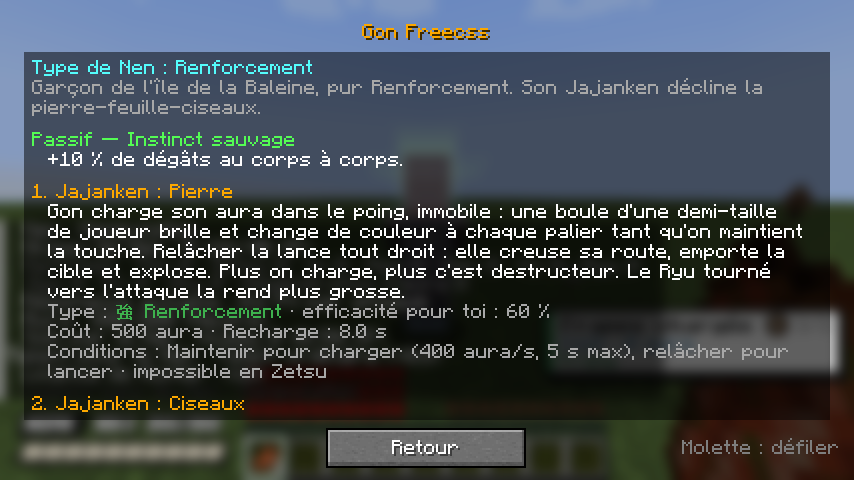 Gon Freecss
Type de Nen : Renforcement
Garçon de l'île de la Baleine, pur Renforcement. Son Jajanken décline la
pierre-feuille-ciseaux.
Passif — Instinct sauvage
+10 % de dégâts au corps à corps.
1. Jajanken : Pierre
Gon charge son aura dans le poing, immobile : une boule d'une demi-taille
de joueur brille et change de couleur à chaque palier tant qu'on maintient
la touche. Relâcher la lance tout droit : elle creuse sa route, emporte la
cible et explose. Plus on charge, plus c'est destructeur. Le Ryu tourné
vers l'attaque la rend plus grosse.
Type : 強 Renforcement · efficacité pour toi : 60 %
Coût : 500 aura · Recharge : 8.0 s
Conditions : Maintenir pour charger (400 aura/s, 5 s max), relâcher pour
lancer · impossible en Zetsu
2. Jajanken : Ciseaux
Retour
Molette : défiler